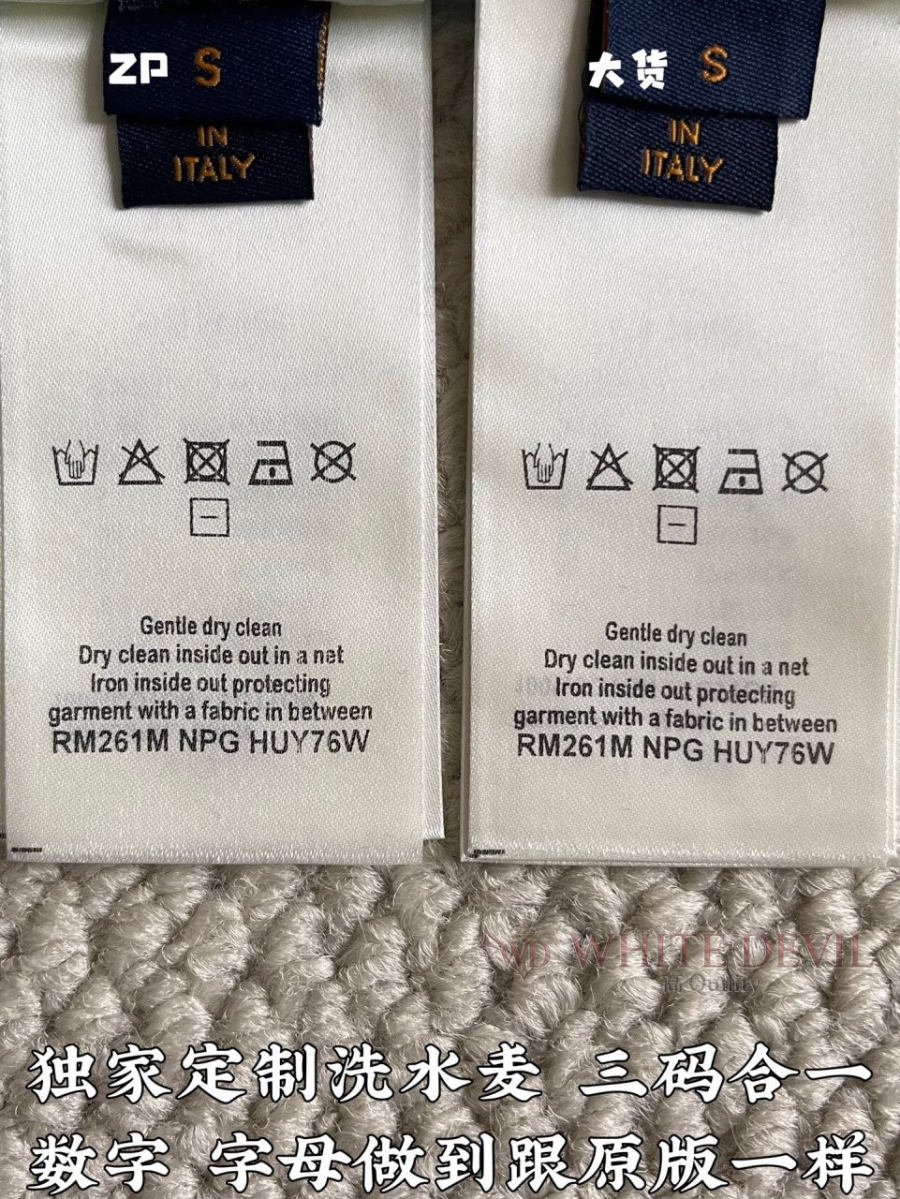 ZP S
IN
ITALY
Gentle dry clean
Dry clean inside out in a net
Iron inside out protecting
garment with a fabric in between
RM261M NPG HUY76W
大货 S
IN
ITALY
Gentle dry clean
Dry clean inside out in a net
Iron inside out protecting
garment with a fabric in between
RM261M NPG HUY76W
WD WHITE DEVIL
独家定制洗水麦 三码合一
数字 字母做到跟原版一样